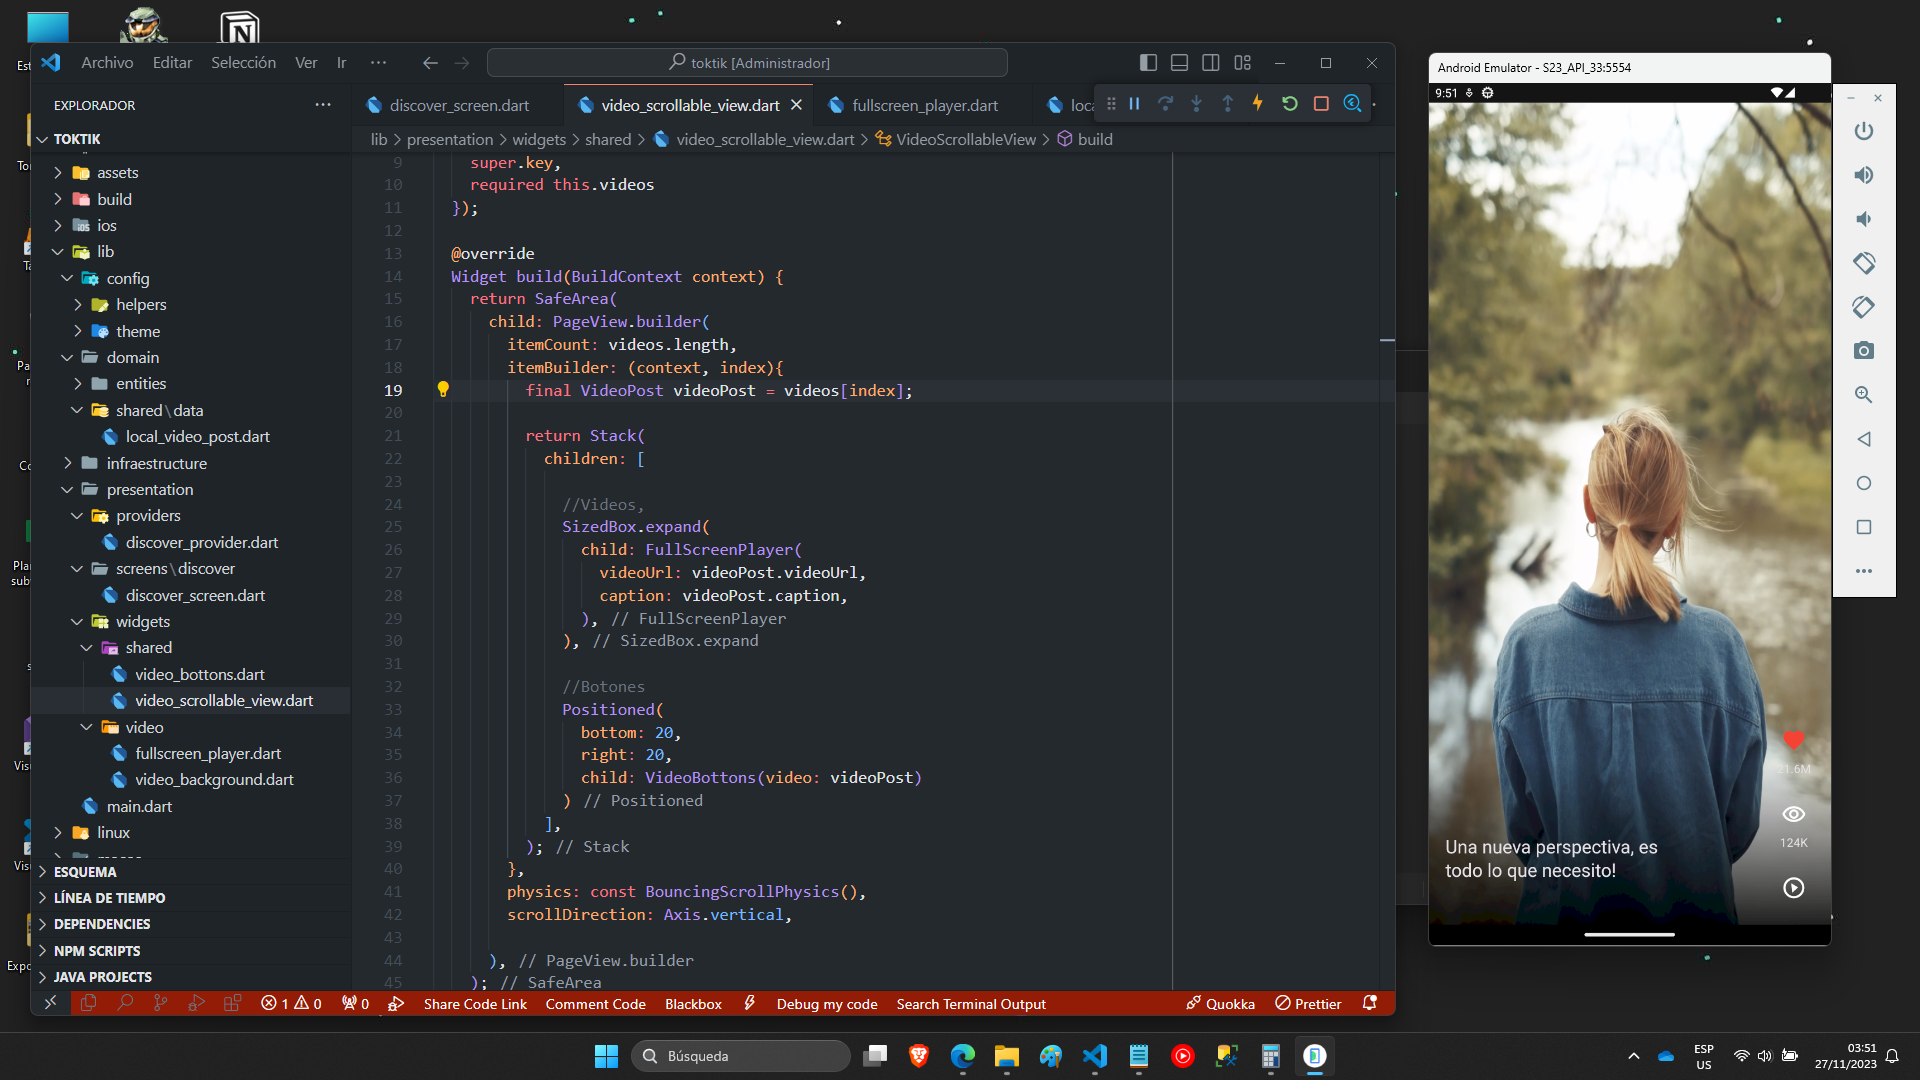 Archivo Editar Selección Ver Ir ···
toktik [Administrador]
EXPLORADOR
TOKTIK
assets
build
ios
lib
config
helpers
theme
domain
entities
shared\data
local_video_post.dart
infraestructure
presentation
providers
discover_provider.dart
screens\discover
discover_screen.dart
widgets
shared
video_bottons.dart
video_scrollable_view.dart
video
fullscreen_player.dart
video_background.dart
main.dart
linux
ESQUEMA
LÍNEA DE TIEMPO
DEPENDENCIES
NPM SCRIPTS
JAVA PROJECTS
discover_screen.dart
video_scrollable_view.dart
fullscreen_player.dart
lib > presentation > widgets > shared > video_scrollable_view.dart > VideoScrollableView > build
9 super.key,
10 required this.videos
11 });
12
13 @override
14 Widget build(BuildContext context) {
15 return SafeArea(
16 child: PageView.builder(
17 itemCount: videos.length,
18 itemBuilder: (context, index){
19 final VideoPost videoPost = videos[index];
20
21 return Stack(
22 children: [
23
24 //Videos,
25 SizedBox.expand(
26 child: FullScreenPlayer(
27 videoUrl: videoPost.videoUrl,
28 caption: videoPost.caption,
29 ), // FullScreenPlayer
30 ), // SizedBox.expand
31
32 //Botones
33 Positioned(
34 bottom: 20,
35 right: 20,
36 child: VideoBottons(video: videoPost)
37 ) // Positioned
38 ],
39 ); // Stack
40 },
41 physics: const BouncingScrollPhysics(),
42 scrollDirection: Axis.vertical,
43
44 ), // PageView.builder
45 ); // SafeArea
1 0 0 Share Code Link Comment Code Blackbox Debug my code Search Terminal Output Quokka Prettier
Android Emulator - S23_API_33:5554
9:51
21.6M
124K
Una nueva perspectiva, es
todo lo que necesito!
Búsqueda
ESP
US
03:51
27/11/2023